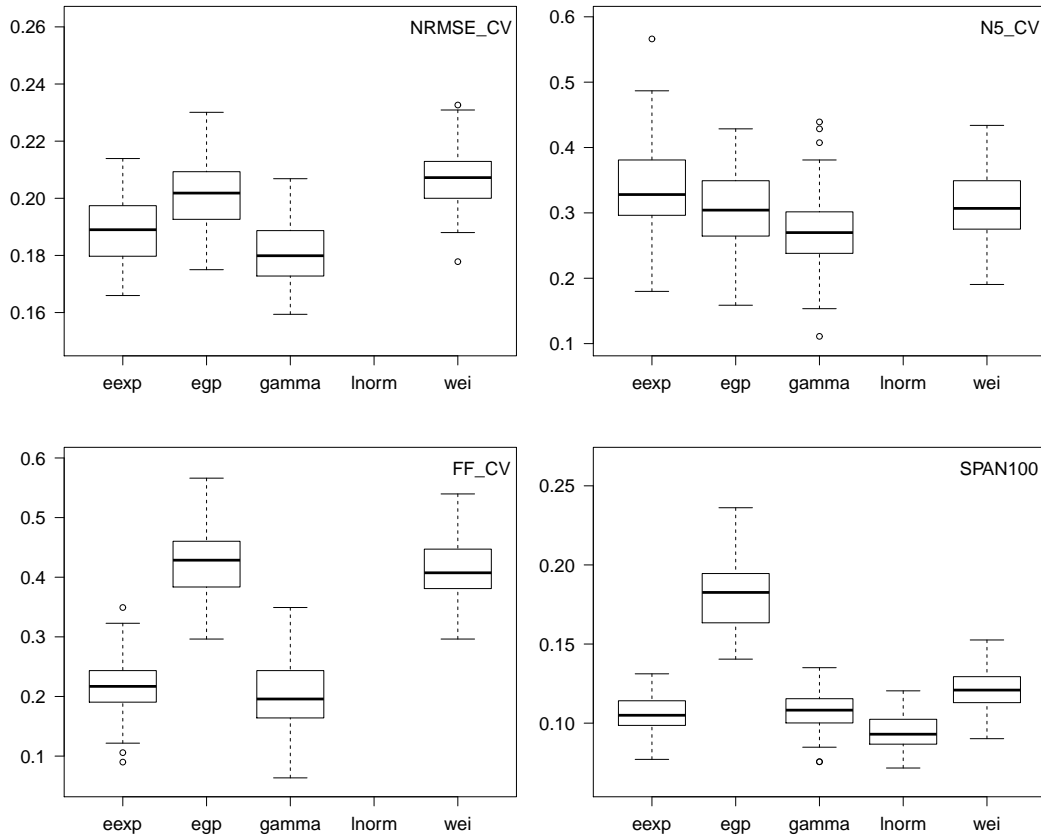 NRMSE_CV
0.26
0.24
0.22
0.20
0.18
0.16
eexp egp gamma lnorm wei
N5_CV
0.6
0.5
0.4
0.3
0.2
0.1
eexp egp gamma lnorm wei
FF_CV
0.6
0.5
0.4
0.3
0.2
0.1
eexp egp gamma lnorm wei
SPAN100
0.25
0.20
0.15
0.10
eexp egp gamma lnorm wei